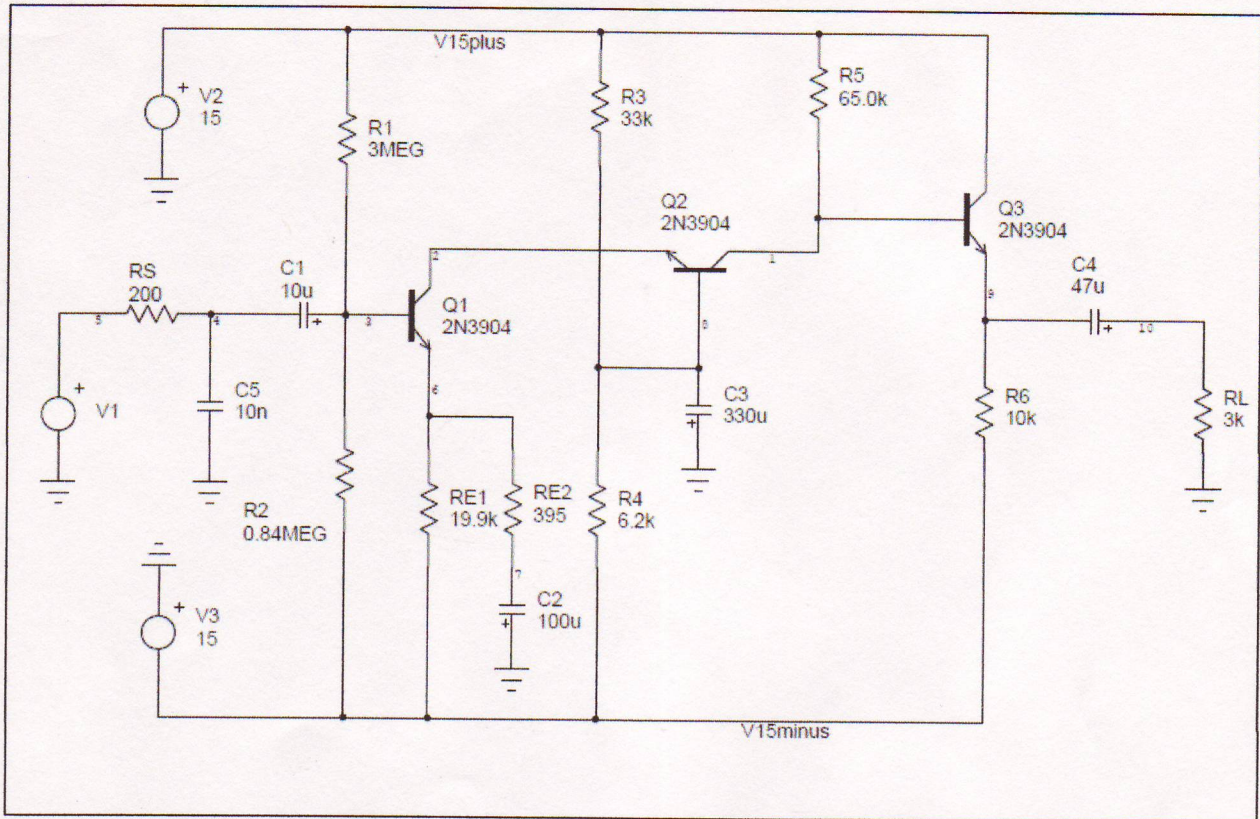 V15plus
V2
15
R1
3MEG
R3
33k
R5
65.0k
Q2
2N3904
Q3
2N3904
RS
200
C1
10u
Q1
2N3904
C4
47u
2
1
5
4
3
8
9
10
V1
C5
10n
6
C3
330u
R6
10k
RL
3k
R2
0.84MEG
RE1
19.9k
RE2
395
R4
6.2k
7
V3
15
C2
100u
V15minus